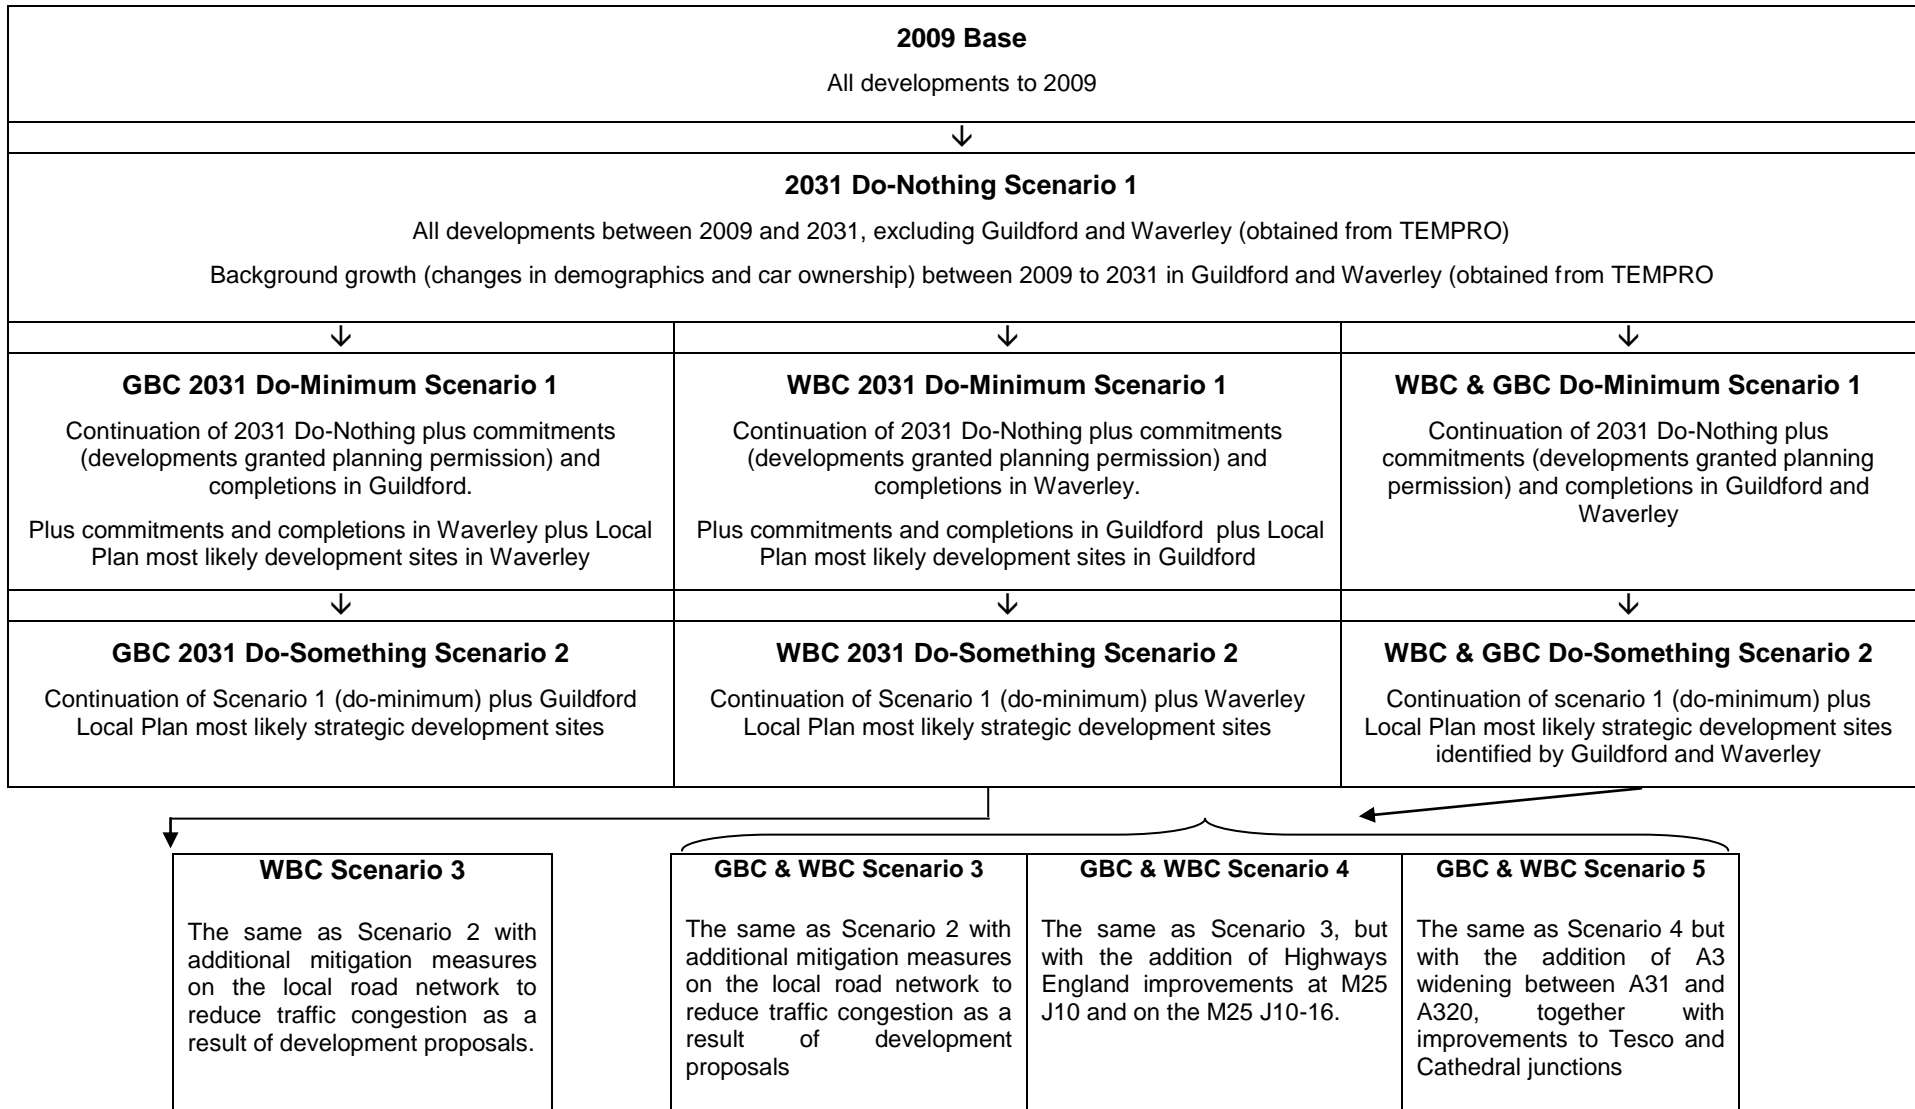 2009 Base
All developments to 2009
2031 Do-Nothing Scenario 1
All developments between 2009 and 2031, excluding Guildford and Waverley (obtained from TEMPRO)
Background growth (changes in demographics and car ownership) between 2009 to 2031 in Guildford and Waverley (obtained from TEMPRO
GBC 2031 Do-Minimum Scenario 1
Continuation of 2031 Do-Nothing plus commitments
(developments granted planning permission) and
completions in Guildford.
Plus commitments and completions in Waverley plus Local
Plan most likely development sites in Waverley
WBC 2031 Do-Minimum Scenario 1
Continuation of 2031 Do-Nothing plus commitments
(developments granted planning permission) and
completions in Waverley.
Plus commitments and completions in Guildford plus Local
Plan most likely development sites in Guildford
WBC & GBC Do-Minimum Scenario 1
Continuation of 2031 Do-Nothing plus
commitments (developments granted planning
permission) and completions in Guildford and
Waverley
GBC 2031 Do-Something Scenario 2
Continuation of Scenario 1 (do-minimum) plus Guildford
Local Plan most likely strategic development sites
WBC 2031 Do-Something Scenario 2
Continuation of Scenario 1 (do-minimum) plus Waverley
Local Plan most likely strategic development sites
WBC & GBC Do-Something Scenario 2
Continuation of scenario 1 (do-minimum) plus
Local Plan most likely strategic development sites
identified by Guildford and Waverley
WBC Scenario 3
The same as Scenario 2 with
additional mitigation measures
on the local road network to
reduce traffic congestion as a
result of development proposals.
GBC & WBC Scenario 3
The same as Scenario 2 with
additional mitigation measures
on the local road network to
reduce traffic congestion as a
result of development
proposals
GBC & WBC Scenario 4
The same as Scenario 3, but
with the addition of Highways
England improvements at M25
J10 and on the M25 J10-16.
GBC & WBC Scenario 5
The same as Scenario 4 but
with the addition of A3
widening between A31 and
A320, together with
improvements to Tesco and
Cathedral junctions